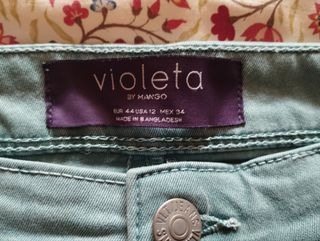 violeta
BY MANGO
EUR 44 USA 12 MEX 34
MADE IN BANGLADESH